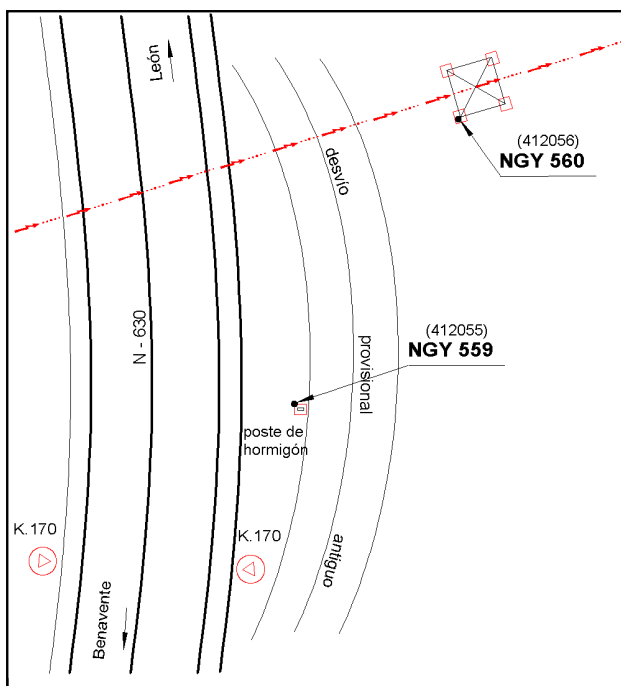 León
(412056)
NGY 560
desvío
N - 630
(412055)
NGY 559
provisional
poste de
hormigón
K.170
K.170
antiguo
Benavente